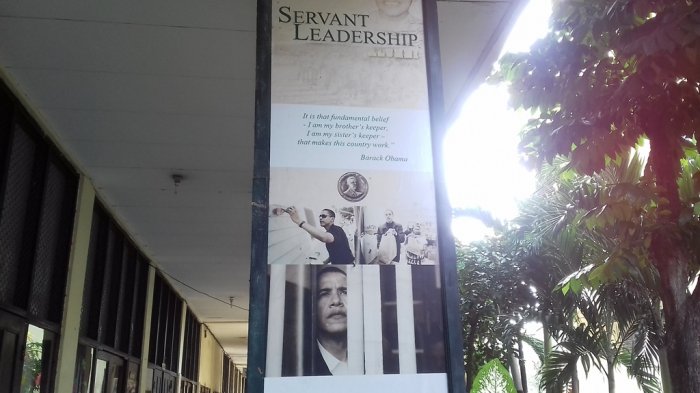 SERVANT
LEADERSHIP
It is that fundamental belief
- I am my brother's keeper,
I am my sister's keeper -
that makes this country work."
Barack Obama